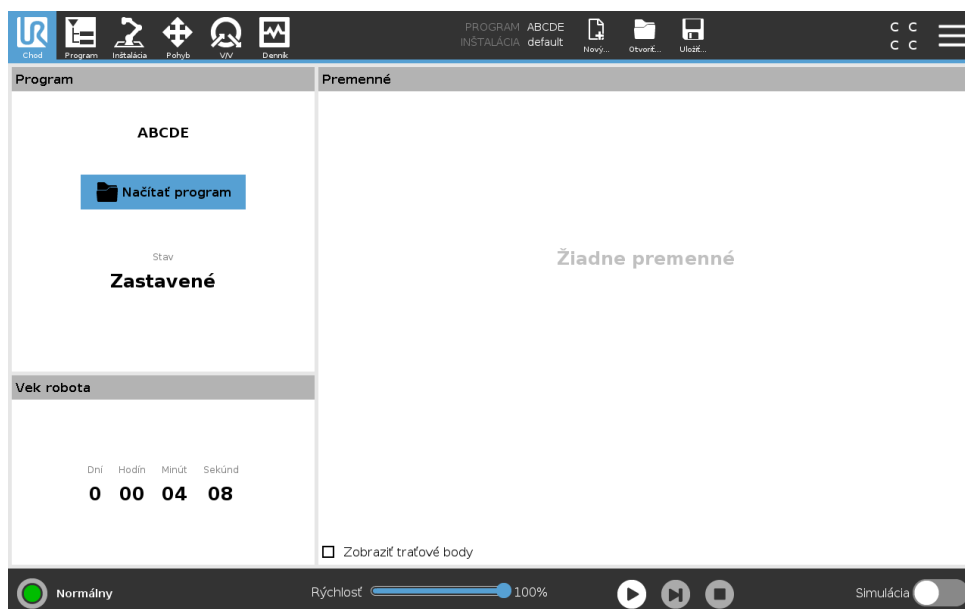 UR
Chod
Program
Inštalácia
Pohyb
V/V
Denník
PROGRAM ABCDE
INŠTALÁCIA default
Nový...
Otvoriť...
Uložiť...
C C
C C
Program
Premenné
ABCDE
Načítať program
Stav
Zastavené
Žiadne premenné
Vek robota
Dní Hodín Minút Sekúnd
0 00 04 08
Zobraziť traťové body
Normálny
Rýchlosť
100%
Simulácia